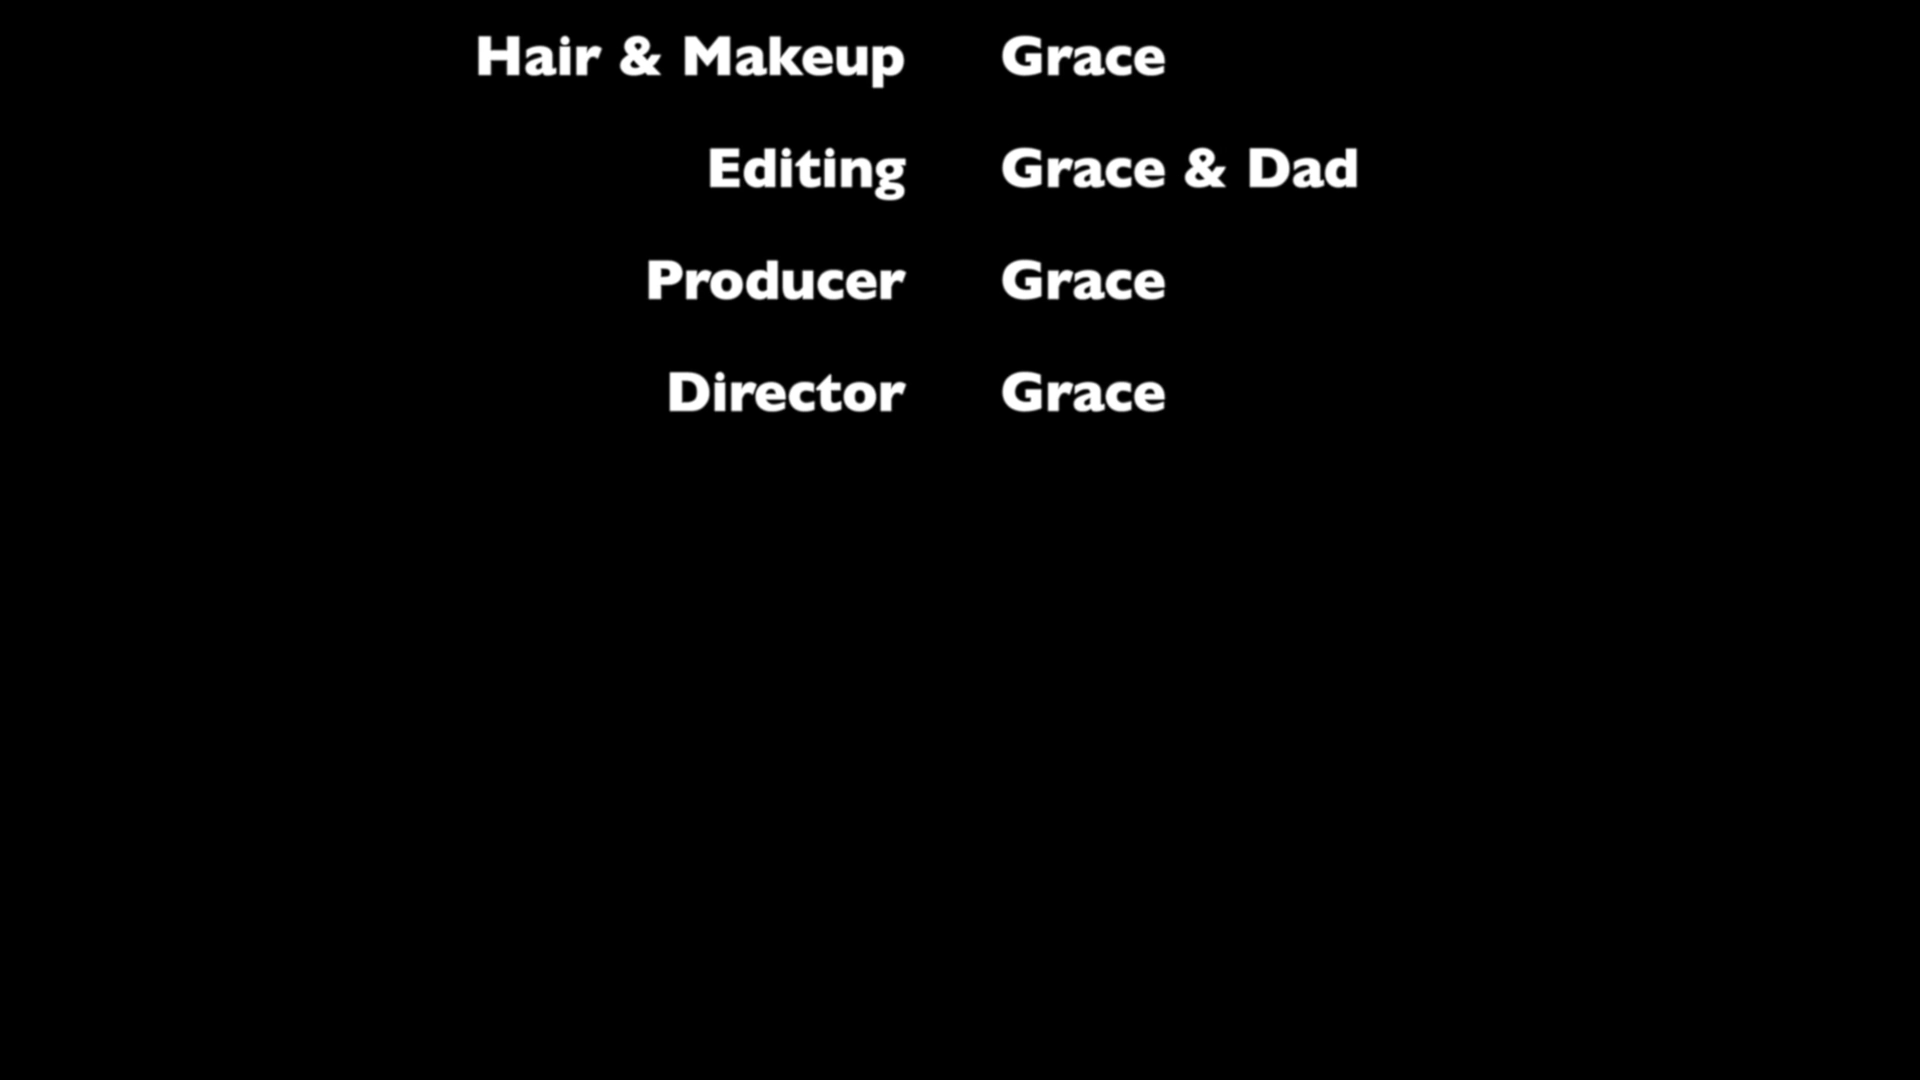 Hair & Makeup Grace
Editing Grace & Dad
Producer Grace
Director Grace